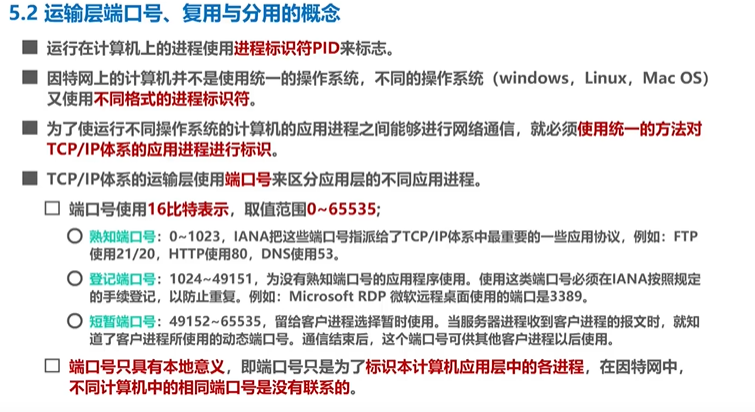 5.2 运输层端口号、复用与分用的概念
运行在计算机上的进程使用进程标识符PID来标志。
因特网上的计算机并不是使用统一的操作系统，不同的操作系统（windows，Linux，Mac OS）
又使用不同格式的进程标识符。
为了使运行不同操作系统的计算机的应用进程之间能够进行网络通信，就必须使用统一的方法对
TCP/IP体系的应用进程进行标识。
TCP/IP体系的运输层使用端口号来区分应用层的不同应用进程。
端口号使用16比特表示，取值范围0~65535;
熟知端口号：0~1023，IANA把这些端口号指派给了TCP/IP体系中最重要的一些应用协议，例如：FTP
使用21/20，HTTP使用80，DNS使用53。
登记端口号：1024~49151，为没有熟知端口号的应用程序使用。使用这类端口号必须在IANA按照规定
的手续登记，以防止重复。例如：Microsoft RDP 微软远程桌面使用的端口是3389。
短暂端口号：49152~65535，留给客户进程选择暂时使用。当服务器进程收到客户进程的报文时，就知
道了客户进程所使用的动态端口号。通信结束后，这个端口号可供其他客户进程以后使用。
端口号只具有本地意义，即端口号只是为了标识本计算机应用层中的各进程，在因特网中，
不同计算机中的相同端口号是没有联系的。